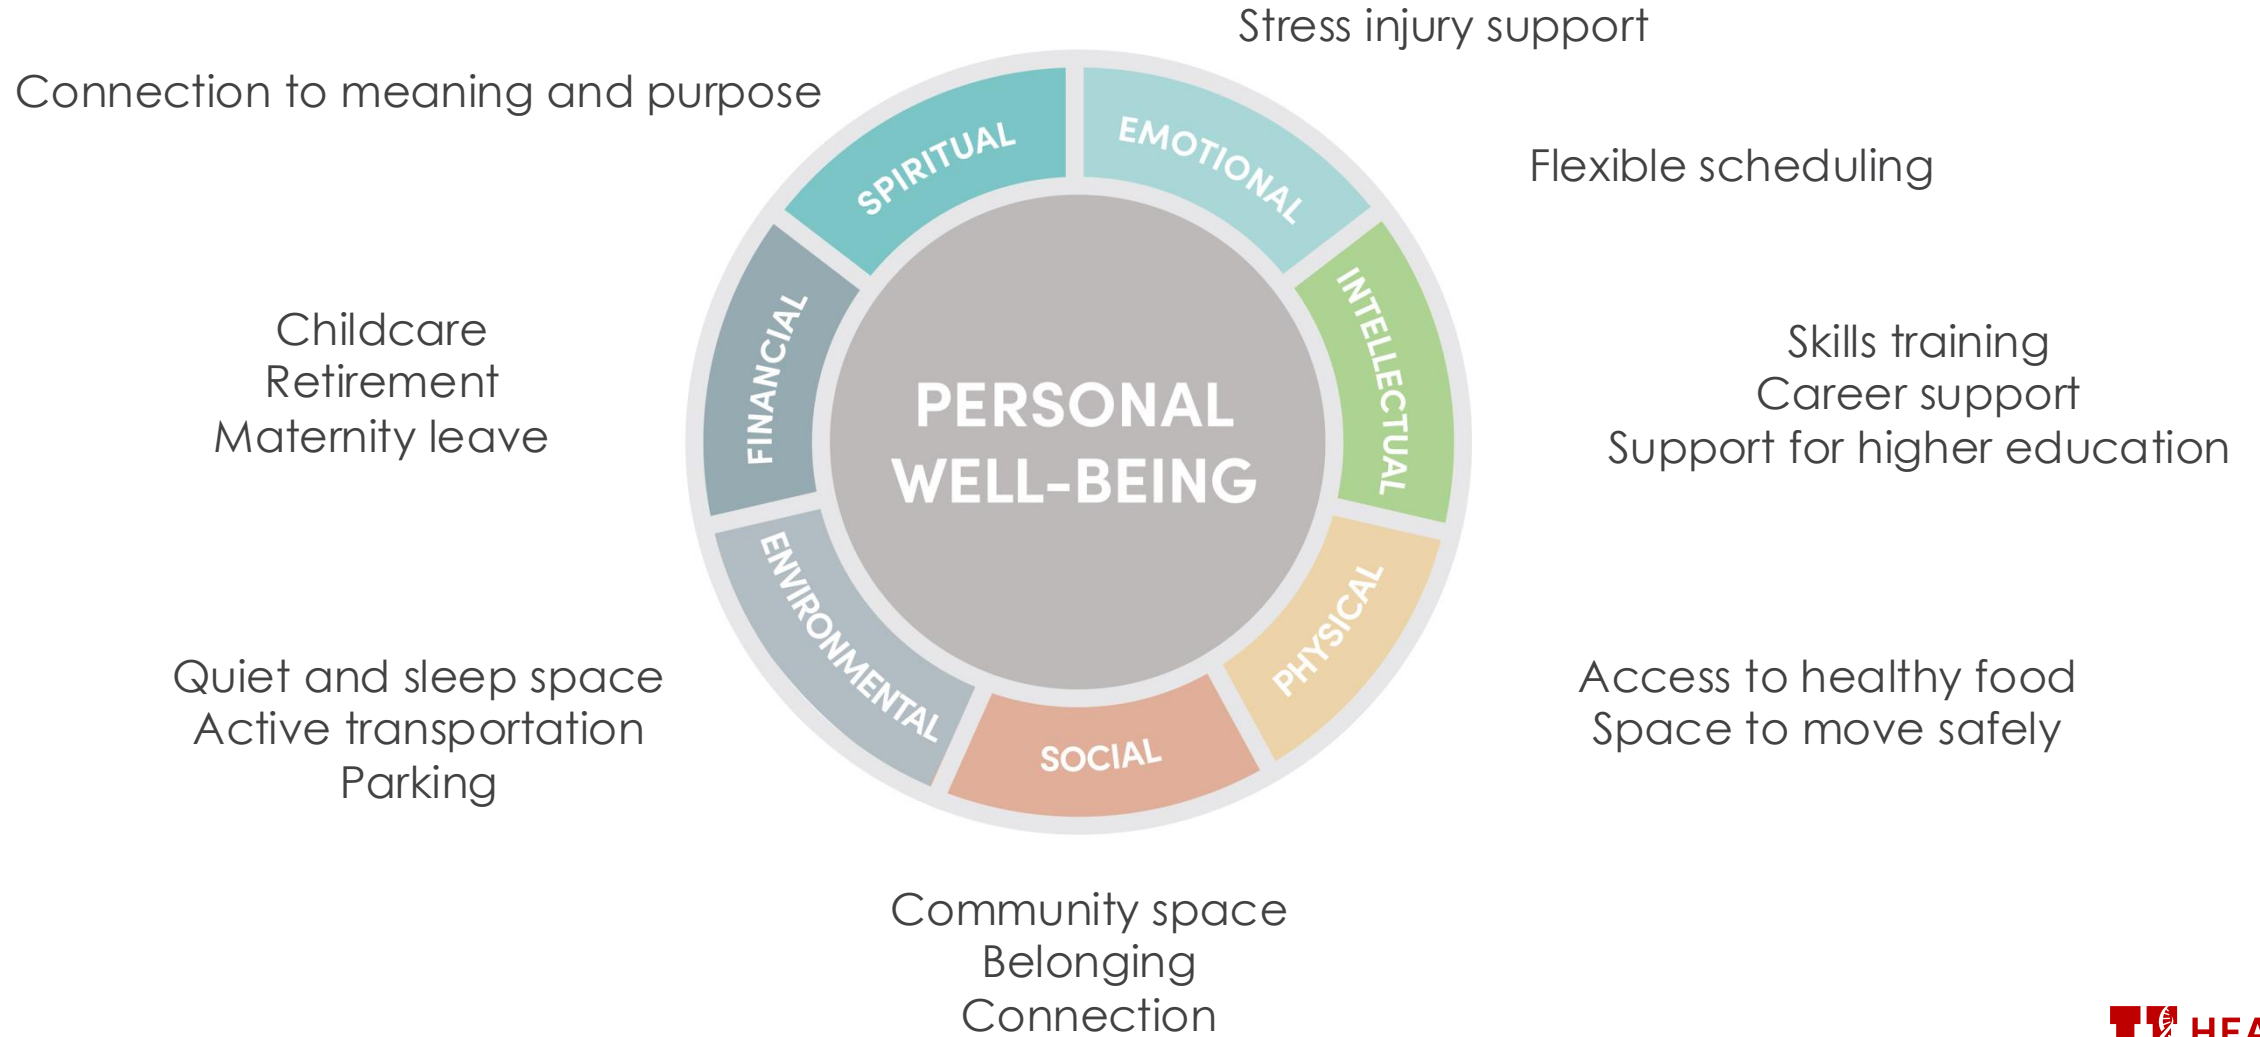 Stress injury support
Connection to meaning and purpose
SPIRITUAL
EMOTIONAL
Flexible scheduling
FINANCIAL
INTELLECTUAL
Childcare
Retirement
Maternity leave
Skills training
Career support
Support for higher education
PERSONAL
WELL-BEING
ENVIRONMENTAL
PHYSICAL
SOCIAL
Quiet and sleep space
Active transportation
Parking
Access to healthy food
Space to move safely
Community space
Belonging
Connection